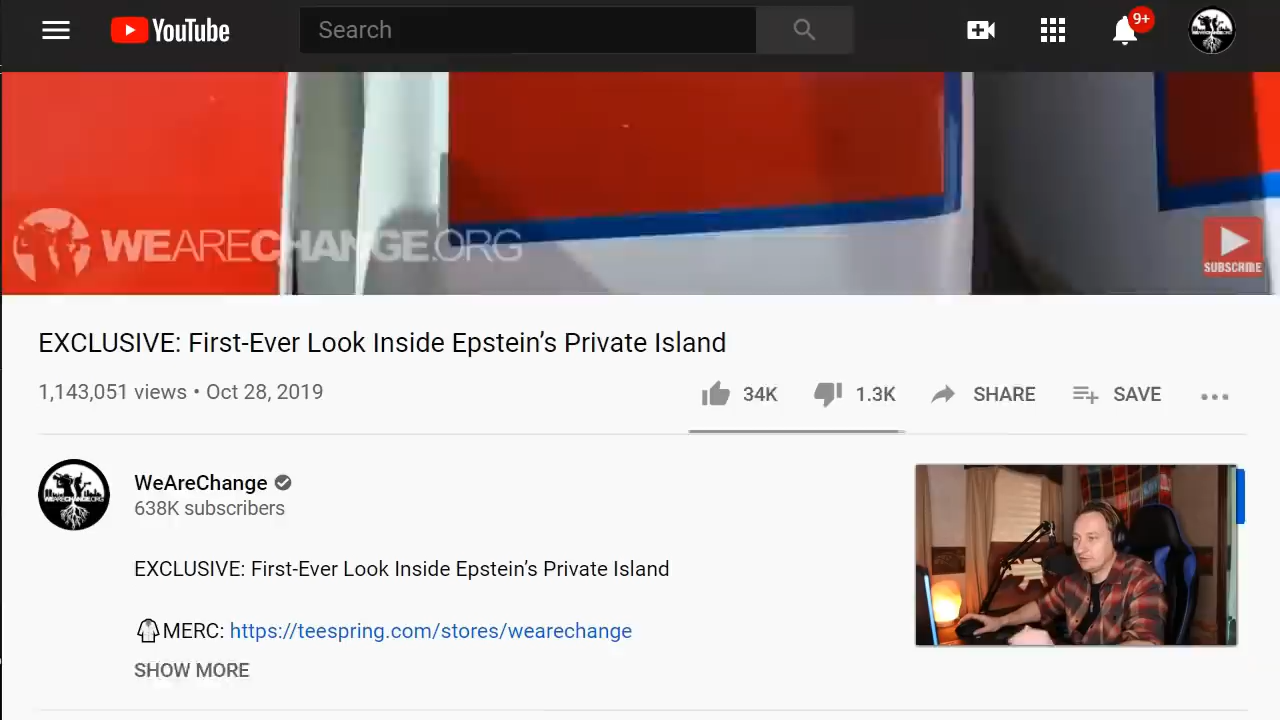 YouTube
Search
9+
WEARECHANGE.ORG
SUBSCRIBE
EXCLUSIVE: First-Ever Look Inside Epstein’s Private Island
1,143,051 views • Oct 28, 2019
34K
1.3K
SHARE
SAVE
WeAreChange
638K subscribers
EXCLUSIVE: First-Ever Look Inside Epstein’s Private Island
MERC: https://teespring.com/stores/wearechange
SHOW MORE